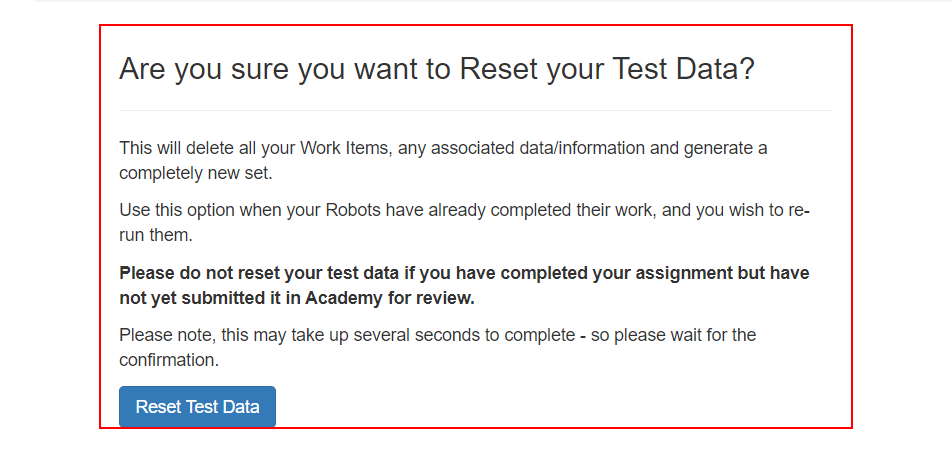 Are you sure you want to Reset your Test Data?
This will delete all your Work Items, any associated data/information and generate a
completely new set.
Use this option when your Robots have already completed their work, and you wish to re-
run them.
Please do not reset your test data if you have completed your assignment but have
not yet submitted it in Academy for review.
Please note, this may take up several seconds to complete - so please wait for the
confirmation.
Reset Test Data